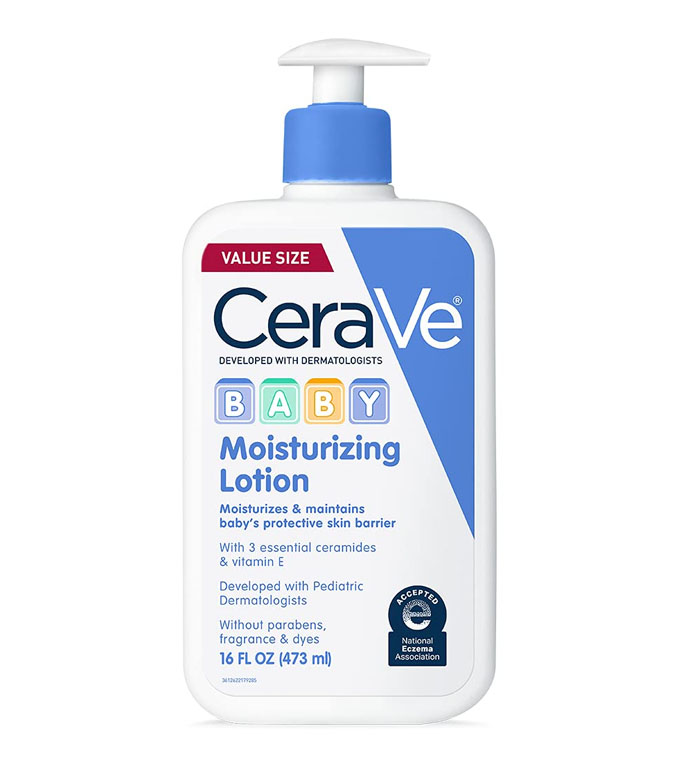 VALUE SIZE
CeraVe®
DEVELOPED WITH DERMATOLOGISTS
BABY
Moisturizing
Lotion
Moisturizes & maintains
baby's protective skin barrier
With 3 essential ceramides
& vitamin E
Developed with Pediatric
Dermatologists
Without parabens,
fragrance & dyes
16 FL OZ (473 ml)
3612622179285
ACCEPTED
e
National
Eczema
Association